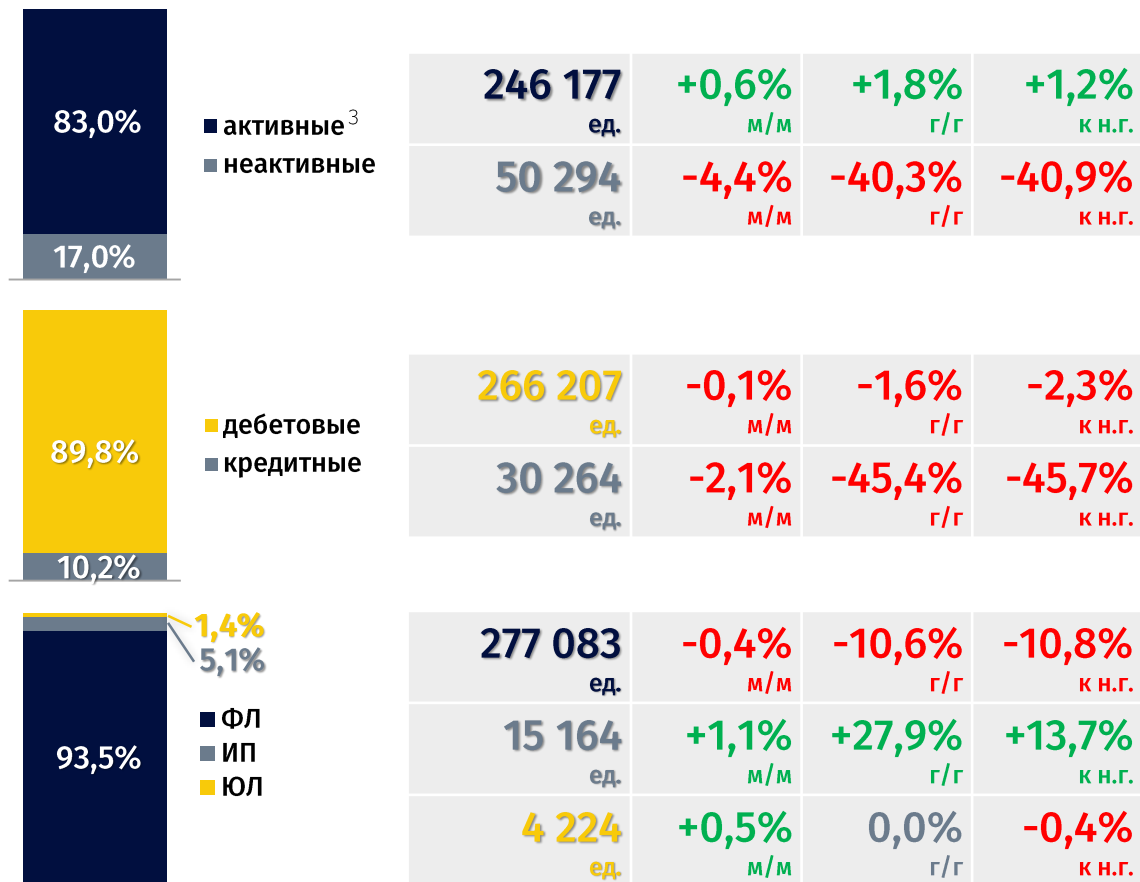 83,0%
17,0%
активные 3
неактивные
246 177 +0,6% +1,8% +1,2%
ед. м/м г/г к н.г.
50 294 -4,4% -40,3% -40,9%
ед. м/м г/г к н.г.
89,8%
10,2%
дебетовые
кредитные
266 207 -0,1% -1,6% -2,3%
ед. м/м г/г к н.г.
30 264 -2,1% -45,4% -45,7%
ед. м/м г/г к н.г.
1,4%
5,1%
93,5%
ФЛ
ИП
ЮЛ
277 083 -0,4% -10,6% -10,8%
ед. м/м г/г к н.г.
15 164 +1,1% +27,9% +13,7%
ед. м/м г/г к н.г.
4 224 +0,5% 0,0% -0,4%
ед. м/м г/г к н.г.